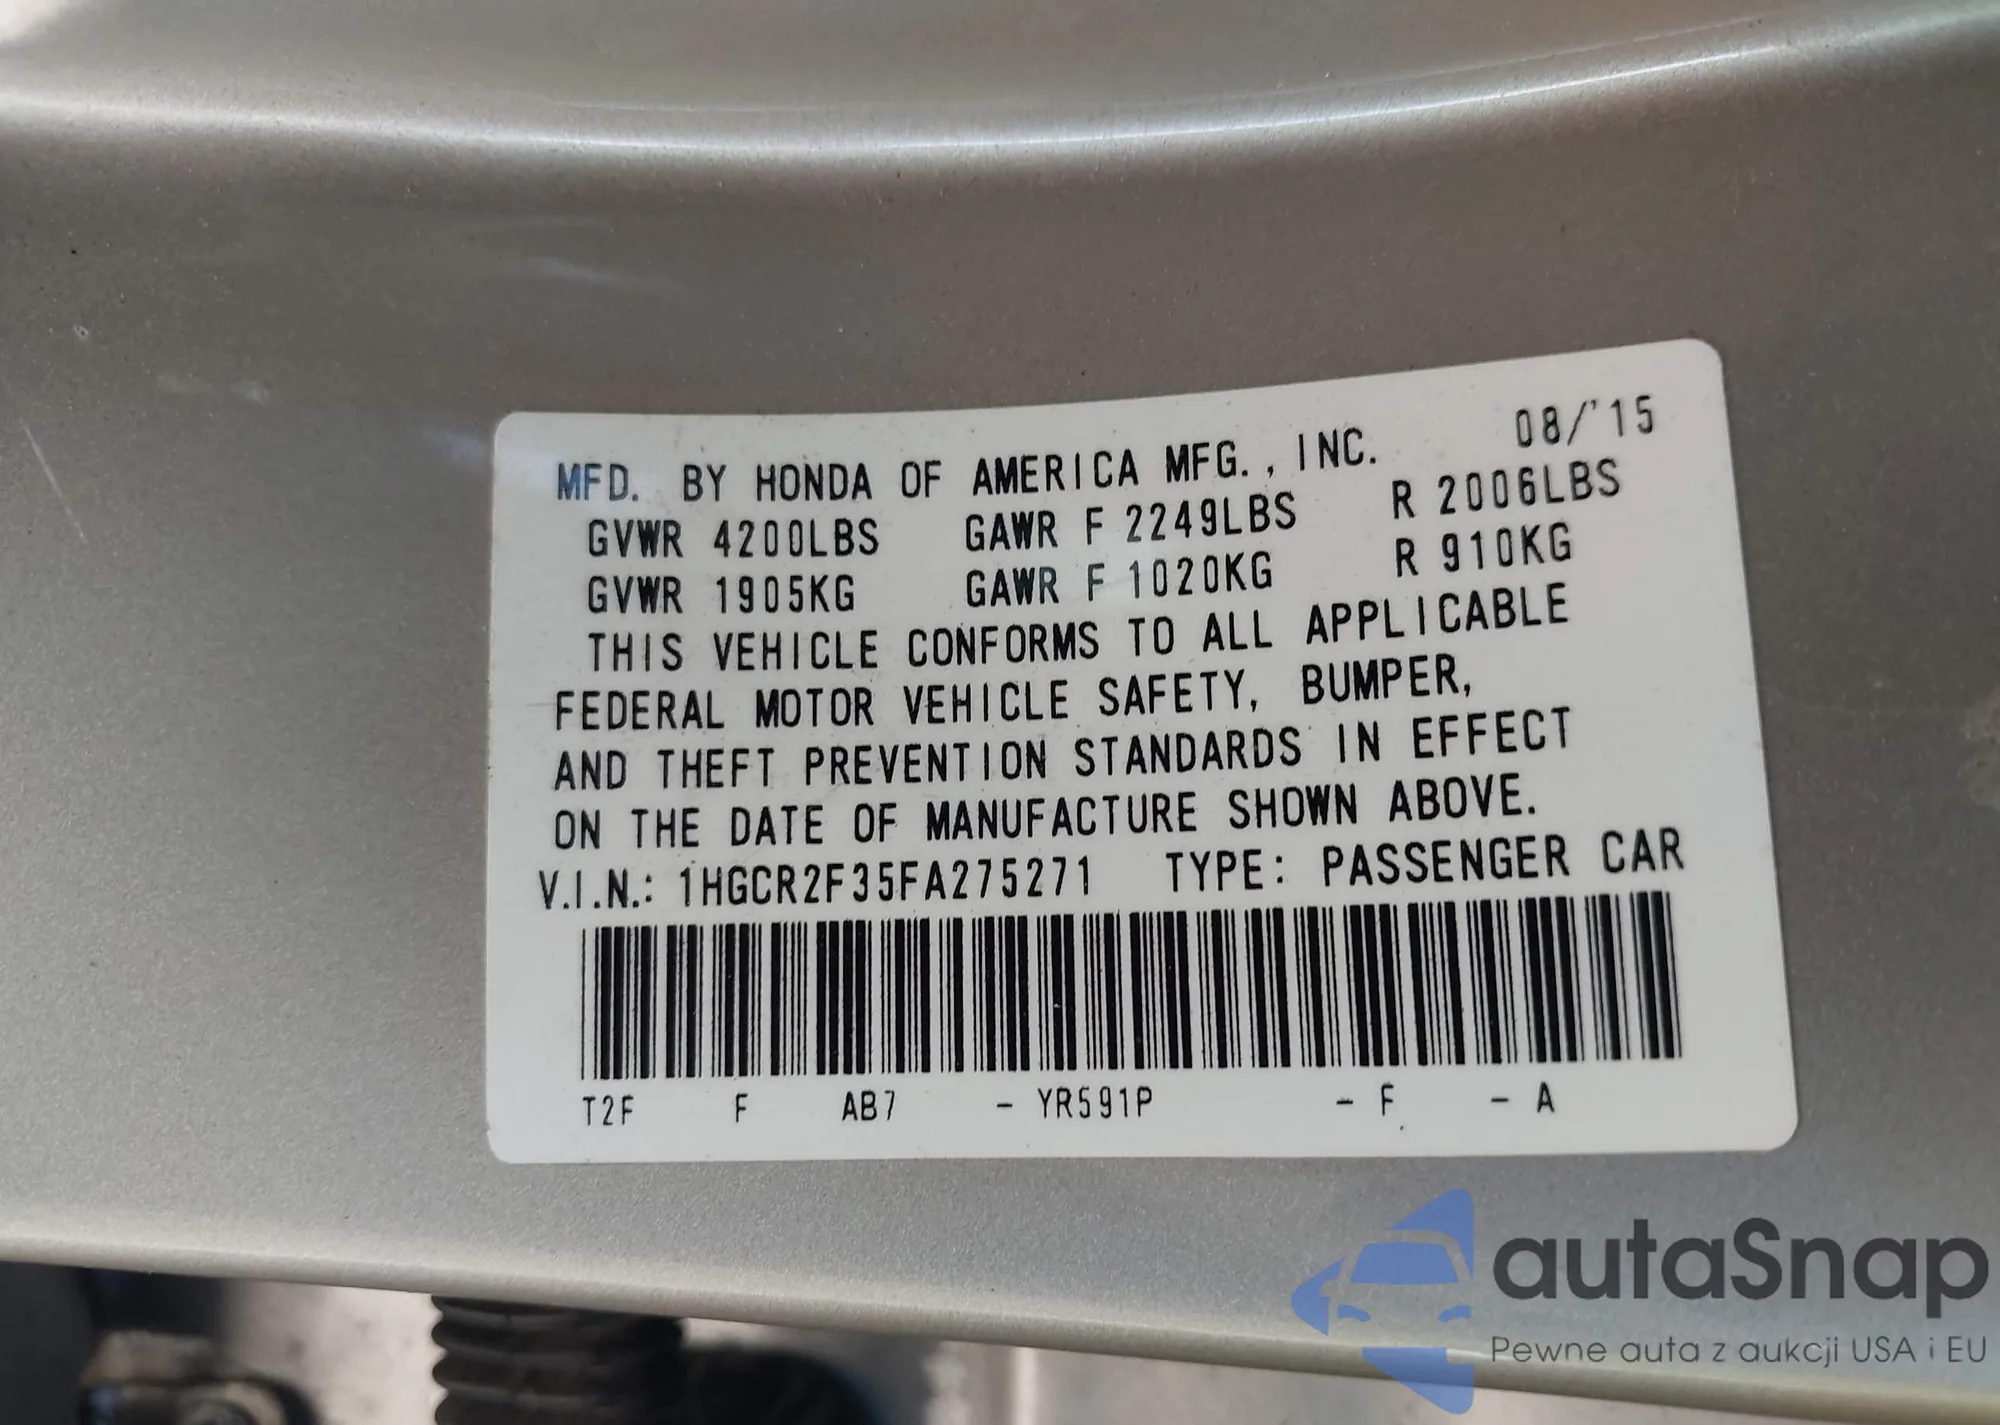 MFD. BY HONDA OF AMERICA MFG., INC. 08/'15
GVWR 4200LBS GAWR F 2249LBS R 2006LBS
GVWR 1905KG GAWR F 1020KG R 910KG
THIS VEHICLE CONFORMS TO ALL APPLICABLE
FEDERAL MOTOR VEHICLE SAFETY, BUMPER,
AND THEFT PREVENTION STANDARDS IN EFFECT
ON THE DATE OF MANUFACTURE SHOWN ABOVE.
V.I.N.: 1HGCR2F35FA275271 TYPE: PASSENGER CAR
T2F F AB7 - YR591P - F - A
autaSnap
Pewne auta z aukcji USA i EU